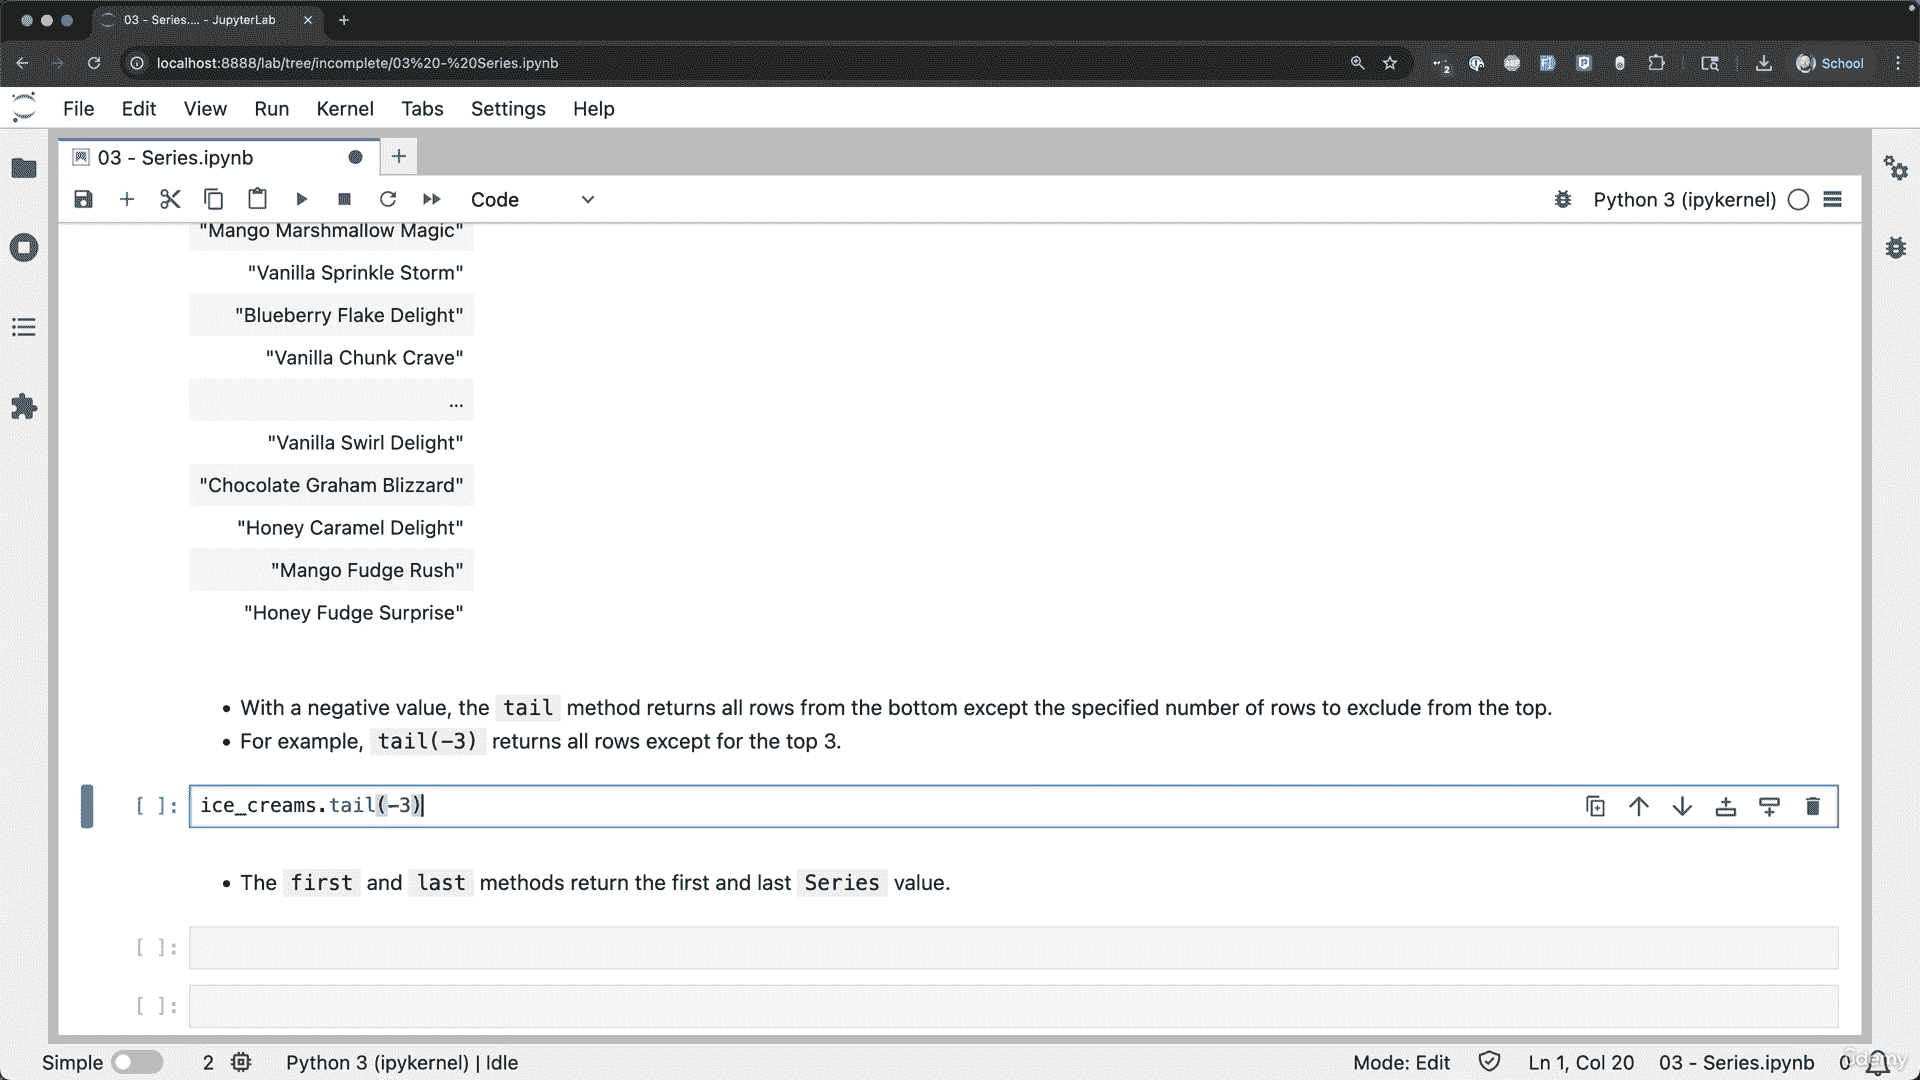 03 - Series.... - JupyterLab
localhost:8888/lab/tree/incomplete/03%20-%20Series.ipynb
2
ABP
School
File Edit View Run Kernel Tabs Settings Help
03 - Series.ipynb
Code
Python 3 (ipykernel)
"Mango Marshmallow Magic"
"Vanilla Sprinkle Storm"
"Blueberry Flake Delight"
"Vanilla Chunk Crave"
...
"Vanilla Swirl Delight"
"Chocolate Graham Blizzard"
"Honey Caramel Delight"
"Mango Fudge Rush"
"Honey Fudge Surprise"
• With a negative value, the tail method returns all rows from the bottom except the specified number of rows to exclude from the top.
• For example, tail(-3) returns all rows except for the top 3.
[ ]: ice_creams.tail(-3)
• The first and last methods return the first and last Series value.
[ ]:
[ ]:
Simple 2 Python 3 (ipykernel) | Idle Mode: Edit Ln 1, Col 20 03 - Series.ipynb 0
udemy